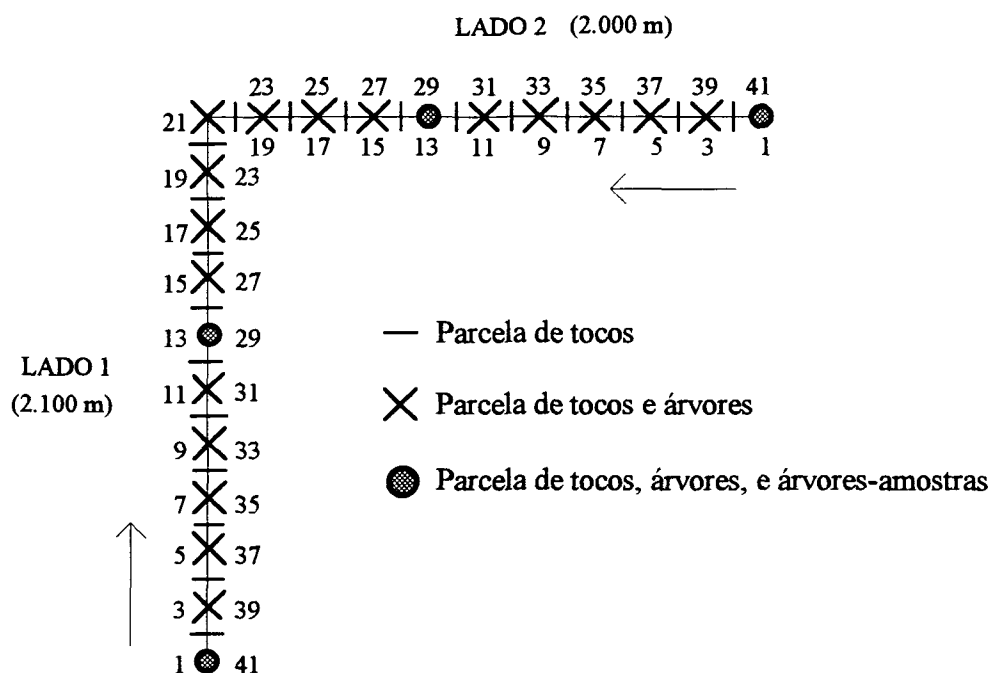 LADO 2 (2.000 m)
23 25 27 29 31 33 35 37 39 41
21
19 17 15 13 11 9 7 5 3 1
19 23
17 25
15 27
13 29
11 31
9 33
7 35
5 37
3 39
1 41
LADO 1
(2.100 m)
Parcela de tocos
Parcela de tocos e árvores
Parcela de tocos, árvores, e árvores-amostras